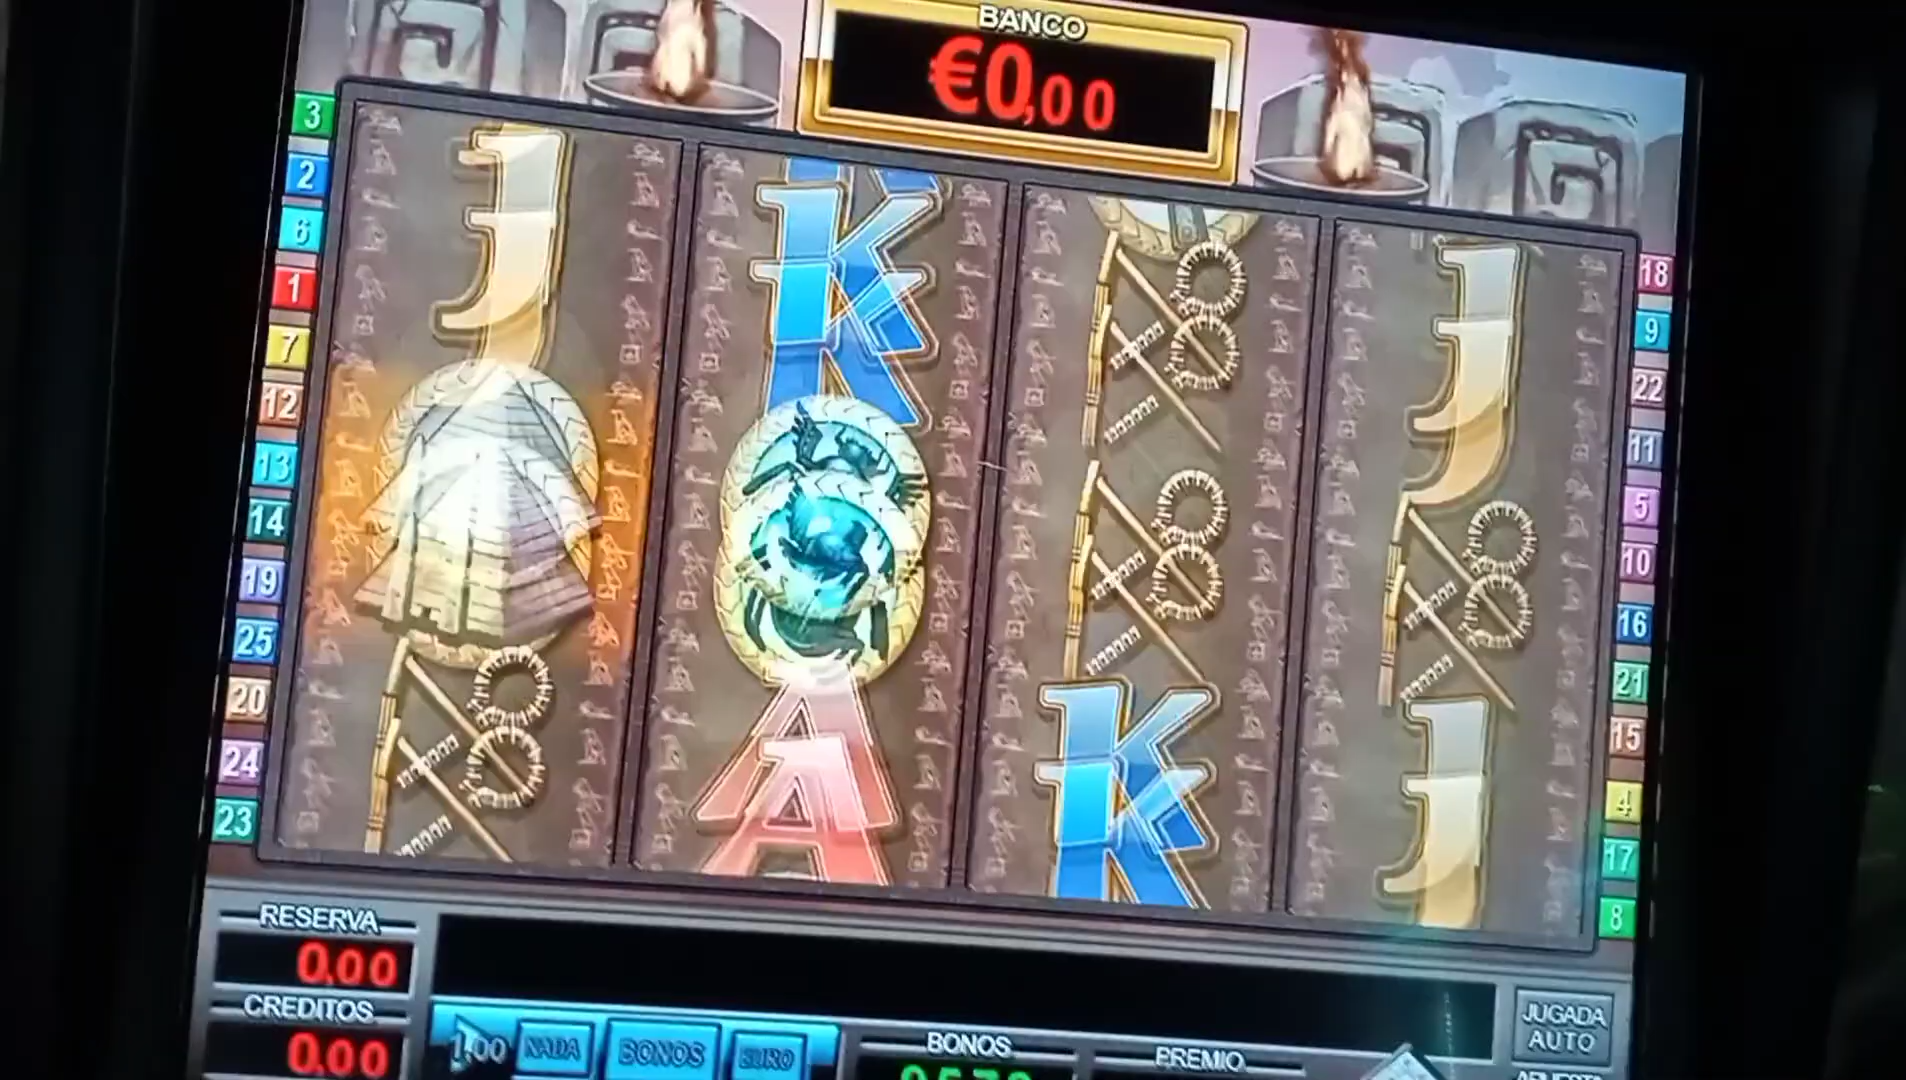 BANCO
€0,00
3
2
6
1
7
12
13
14
19
25
20
24
23
18
9
22
11
5
10
16
21
15
4
17
8
J
K
K
J
J
A
A
K
K
J
RESERVA
0,00
CREDITOS
0,00
1,00
NADA
BONOS
EURO
BONOS
PREMIO
JUGADA
AUTO